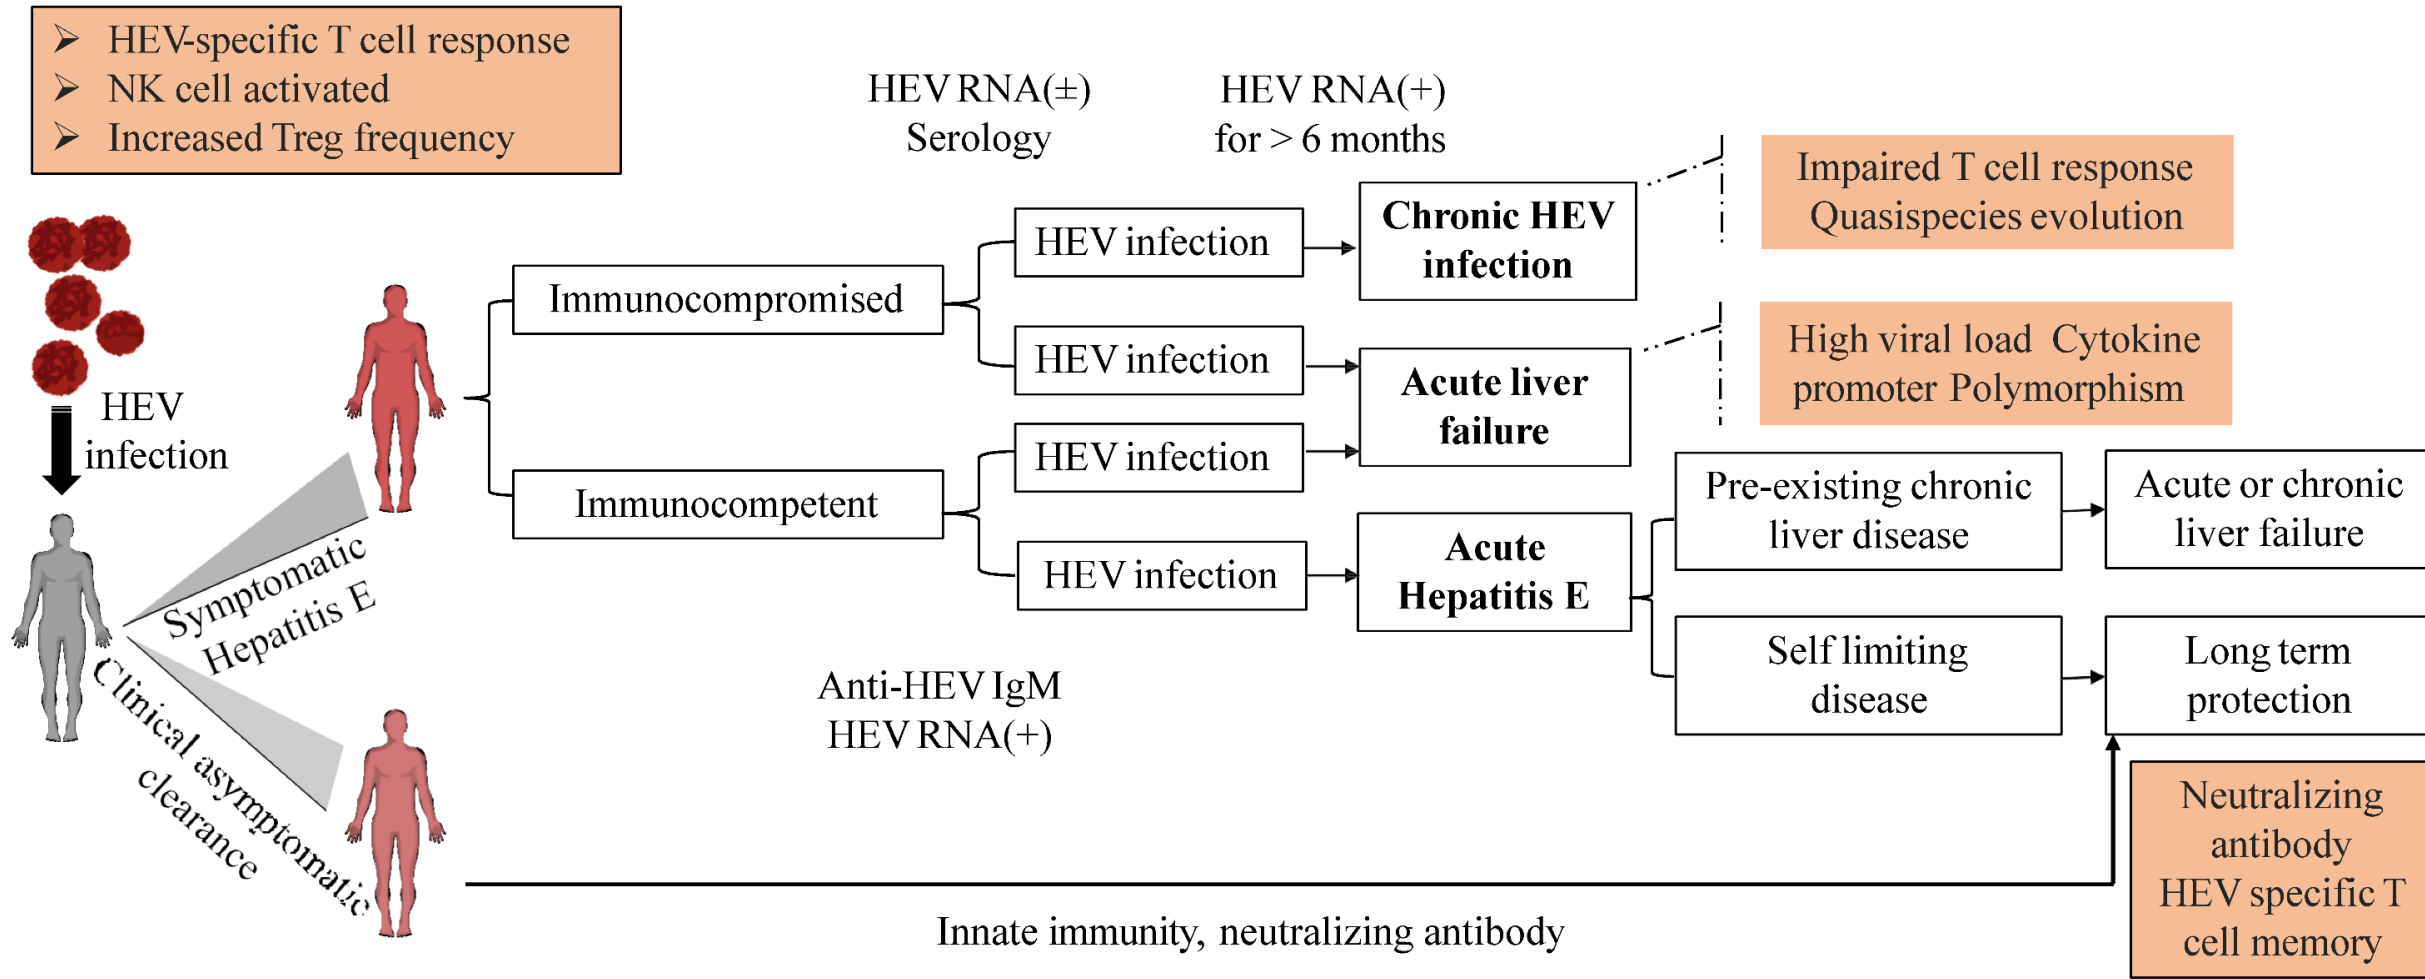 ➢ HEV-specific T cell response
➢ NK cell activated
➢ Increased Treg frequency
HEV RNA(±)
Serology
HEV RNA(+)
for > 6 months
HEV
infection
Symptomatic
Hepatitis E
Clinical asymptomatic
clearance
Immunocompromised
Immunocompetent
HEV infection
HEV infection
HEV infection
HEV infection
Chronic HEV
infection
Acute liver
failure
Acute
Hepatitis E
Impaired T cell response
Quasispecies evolution
High viral load Cytokine
promoter Polymorphism
Pre-existing chronic
liver disease
Acute or chronic
liver failure
Self limiting
disease
Long term
protection
Anti-HEV IgM
HEV RNA(+)
Innate immunity, neutralizing antibody
Neutralizing
antibody
HEV specific T
cell memory